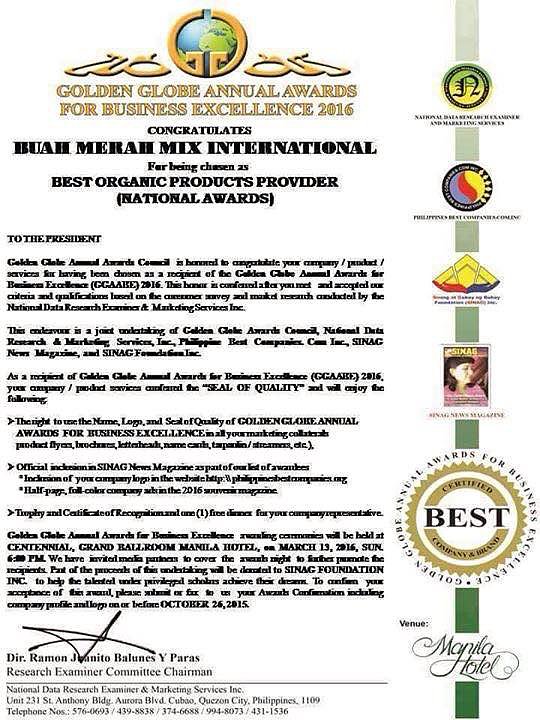 GOLDEN GLOBE ANNUAL AWARDS
FOR BUSINESS EXCELLENCE 2016
CONGRATULATES
BUAH MERAH MIX INTERNATIONAL
For being chosen as
BEST ORGANIC PRODUCTS PROVIDER
(NATIONAL AWARDS)
TO THE PRESIDENT
Golden Globe Annual Awards Council is honored to congratulate your company / product /
services for having been chosen as a recipient of the Golden Globe Annual Awards for
Business Excellence (GGAABE) 2016. This honor is conferred after you met and accepted our
criteria and qualifications based on the consumer survey and market research conducted by the
National Data Research Examiner & Marketing Services Inc.
This endeavour is a joint undertaking of Golden Globe Awards Council, National Data
Research & Marketing Services, Inc., Philippine Best Companies. Com Inc., SINAG
News Magazine, and SINAG Foundation Inc.
As a recipient of Golden Globe Annual Awards for Business Excellence (GGAABE) 2016,
your company / product services conferred the "SEAL OF QUALITY" and will enjoy the
following:
➤ The right to use the Name, Logo, and Seal of Quality of GOLDEN GLOBE ANNUAL
AWARDS FOR BUSINESS EXCELLENCE in all your marketing collaterals
product flyers, brochures, letterheads, name cards, tarpaulin / streamers, etc.).
➤ Official inclusion in SINAG News Magazine as part of our list of awardees
* Inclusion of your company logo in the website http:\\philippinesbestcompanies.org
* Half-page, full-color company ads in the 2016 souvenir magazine.
➤ Trophy and Certificate of Recognition and one (1) free dinner for your company representative.
Golden Globe Annual Awards for Business Excellence awarding ceremonies will be held at
CENTENNIAL, GRAND BALLROOM MANILA HOTEL, on MARCH 13, 2016, SUN.
6:00 PM. We have invited media partners to cover the awards night to further promote the
recipients. Part of the proceeds of this undertaking will be donated to SINAG FOUNDATION
INC. to help the talented under privileged scholars achieve their dream. To confirm your
acceptance of this award, please submit or fax to us your Awards Confirmation including
company profile and logo on or before OCTOBER 26, 2015.
Dir. Ramon Juanito Balunes Y Paras
Research Examiner Committee Chairman
National Data Research Examiner & Marketing Services Inc.
Unit 231 St. Anthony Bldg. Aurora Blvd. Cubao, Quezon City, Philippines, 1109
Telephone Nos.: 576-0693 / 439-8838 / 374-6688 / 994-8073 / 431-1536
N
NATIONAL DATA RESEARCH EXAMINER
AND MARKETING SERVICES
PHILIPPINES BEST COMPANIES-COM.INC
Sinag at Gabay ng Buhay
Foundation (SINAG) Inc.
SINAG
SINAG NEWS MAGAZINE
GOLDEN GLOBE ANNUAL AWARDS FOR BUSINESS EXCELLENCE
CERTIFIED
BEST
COMPANY & BRAND
Venue:
Manila
Hotel